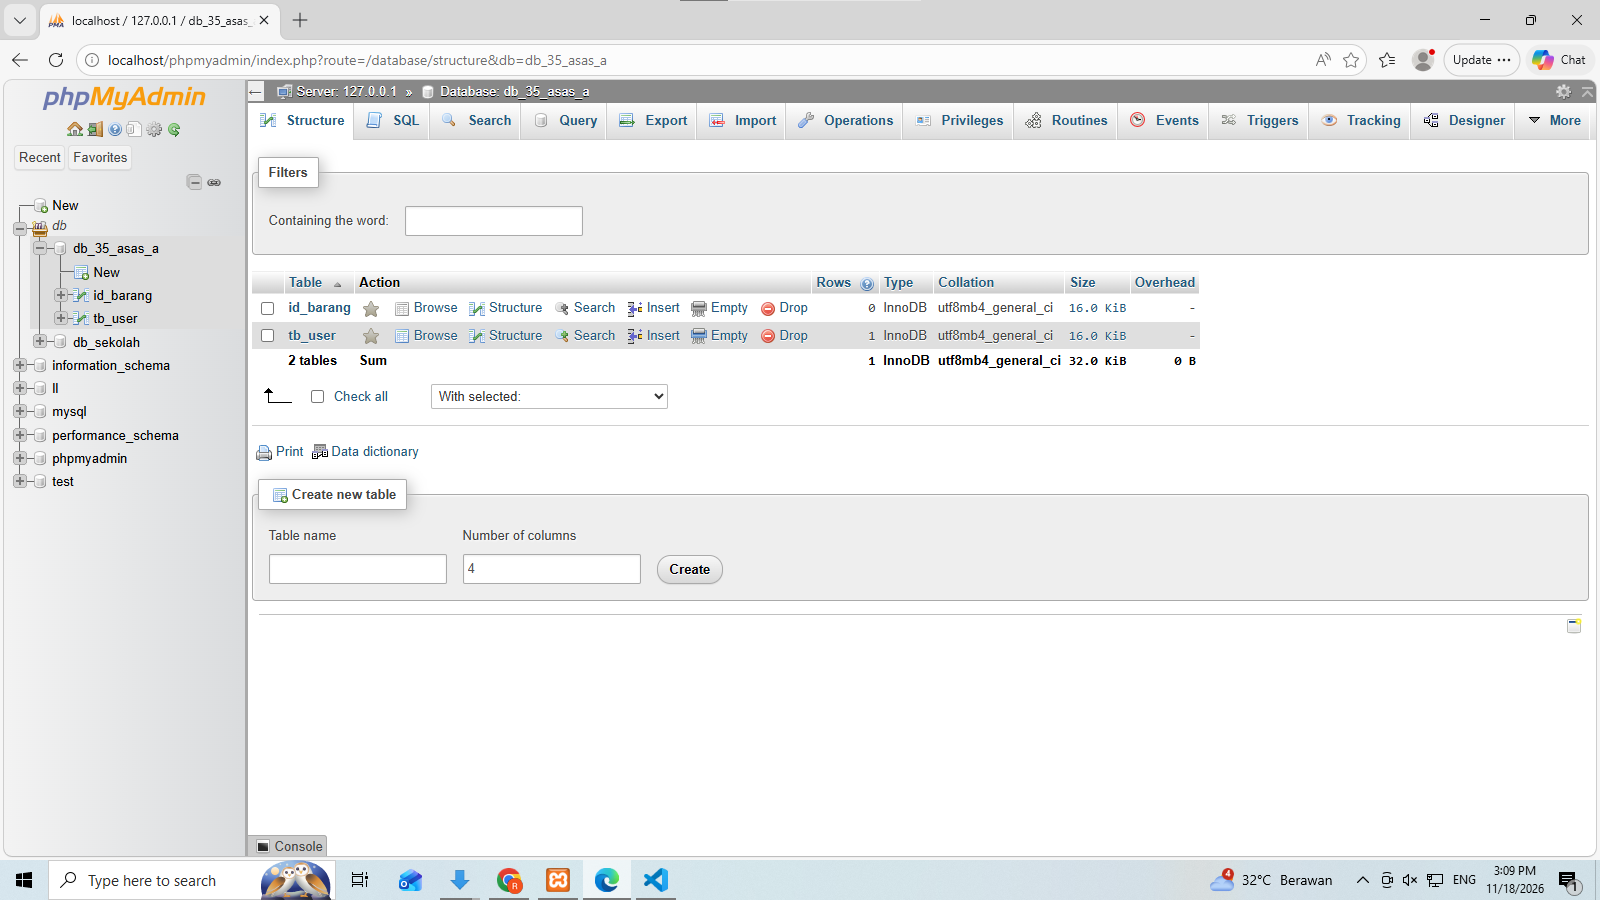 localhost / 127.0.0.1 / db_35_asas_
localhost/phpmyadmin/index.php?route=/database/structure&db=db_35_asas_a
Update
Chat
phpMyAdmin
Recent Favorites
New
db
db_35_asas_a
New
id_barang
tb_user
db_sekolah
information_schema
ll
mysql
performance_schema
phpmyadmin
test
Server: 127.0.0.1 » Database: db_35_asas_a
Structure SQL Search Query Export Import Operations Privileges Routines Events Triggers Tracking Designer More
Filters
Containing the word:
Table Action Rows Type Collation Size Overhead
id_barang Browse Structure Search Insert Empty Drop 0 InnoDB utf8mb4_general_ci 16.0 KiB -
tb_user Browse Structure Search Insert Empty Drop 1 InnoDB utf8mb4_general_ci 16.0 KiB -
2 tables Sum 1 InnoDB utf8mb4_general_ci 32.0 KiB 0 B
Check all With selected:
Print Data dictionary
Create new table
Table name Number of columns
4 Create
Console
Type here to search
4
32°C Berawan
ENG
3:09 PM
11/18/2026
1